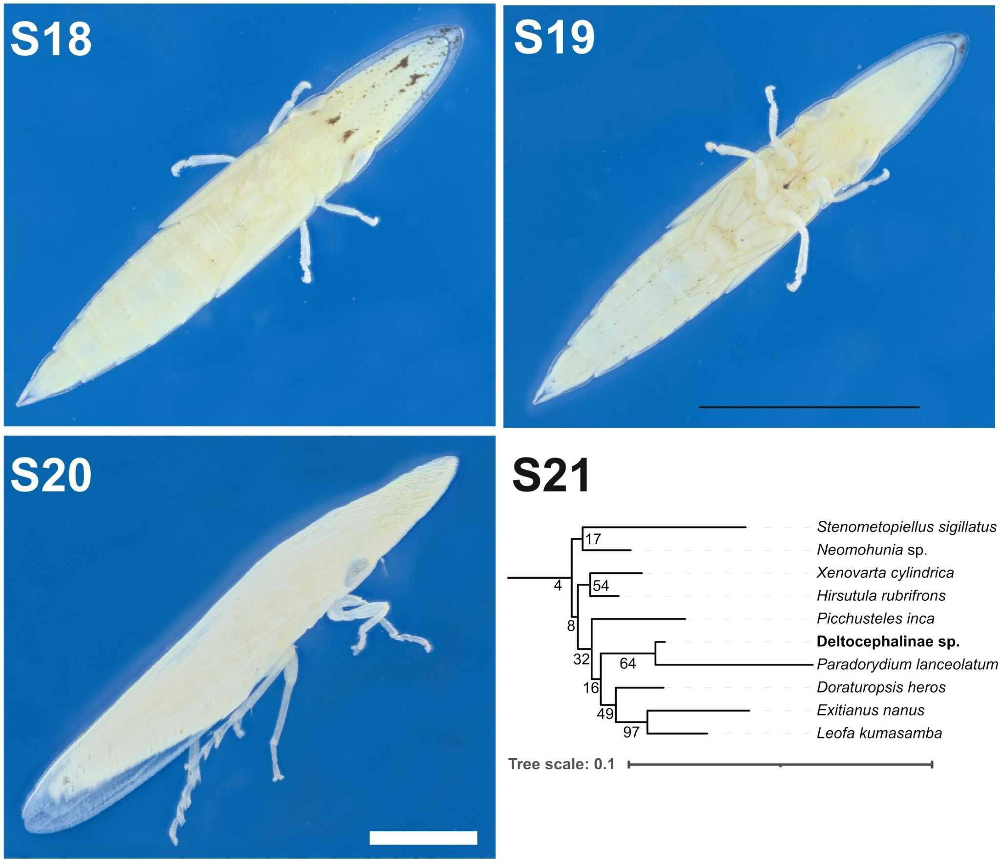 S18
S19
S20
S21
Stenometopiellus sigillatus
17
Neomohunia sp.
Xenovarta cylindrica
4
54
Hirsutula rubrifrons
Picchusteles inca
8
Deltocephalinae sp.
32
64
Paradorydium lanceolatum
16
Doraturopsis heros
49
Exitianus nanus
97
Leofa kumasamba
Tree scale: 0.1